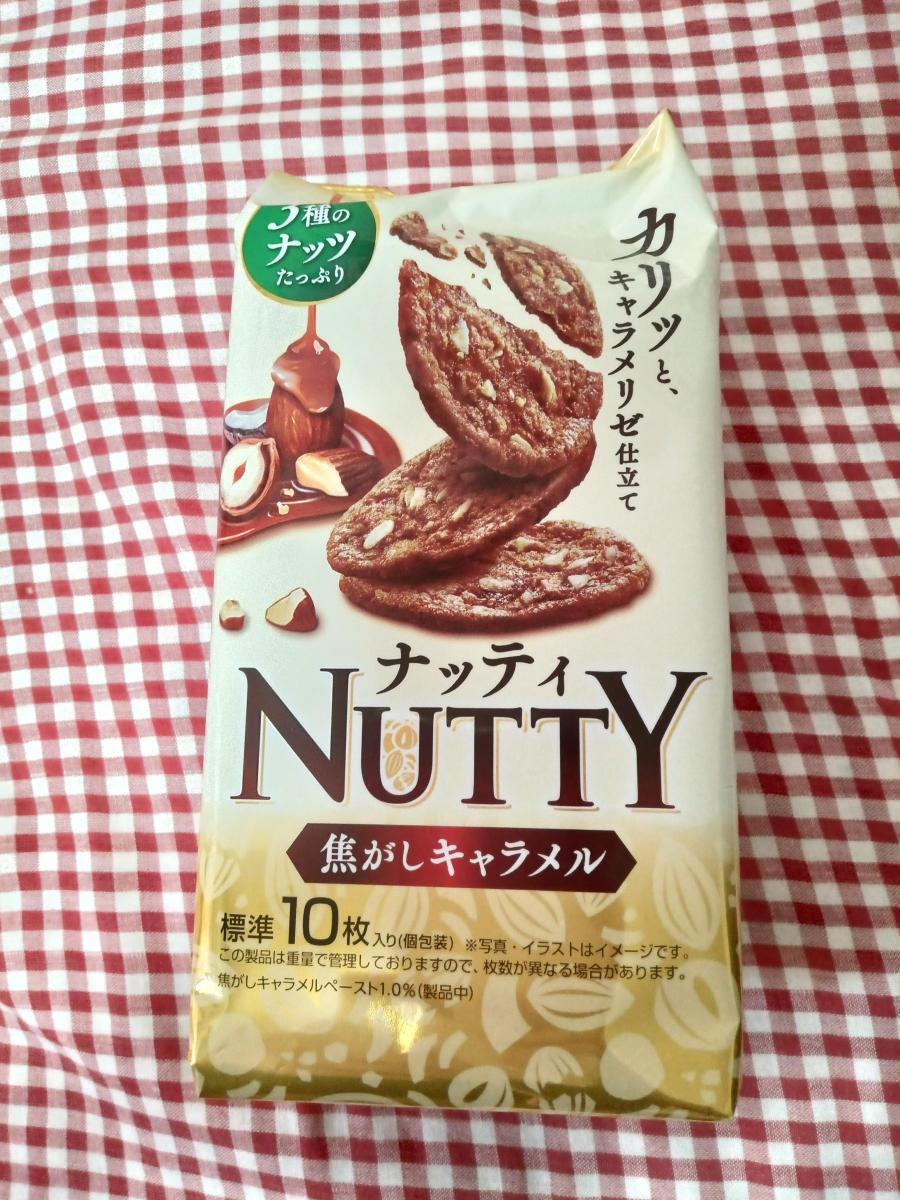 種の
ナッツ
たっぷり
カリッと、
キャラメリゼ仕立て
ナッティ
NUTTY
焦がしキャラメル
標準10枚入り(個包装) ※写真・イラストはイメージです。
この製品は重量で管理しておりますので、枚数が異なる場合があります。
焦がしキャラメルペースト1.0%(製品中)